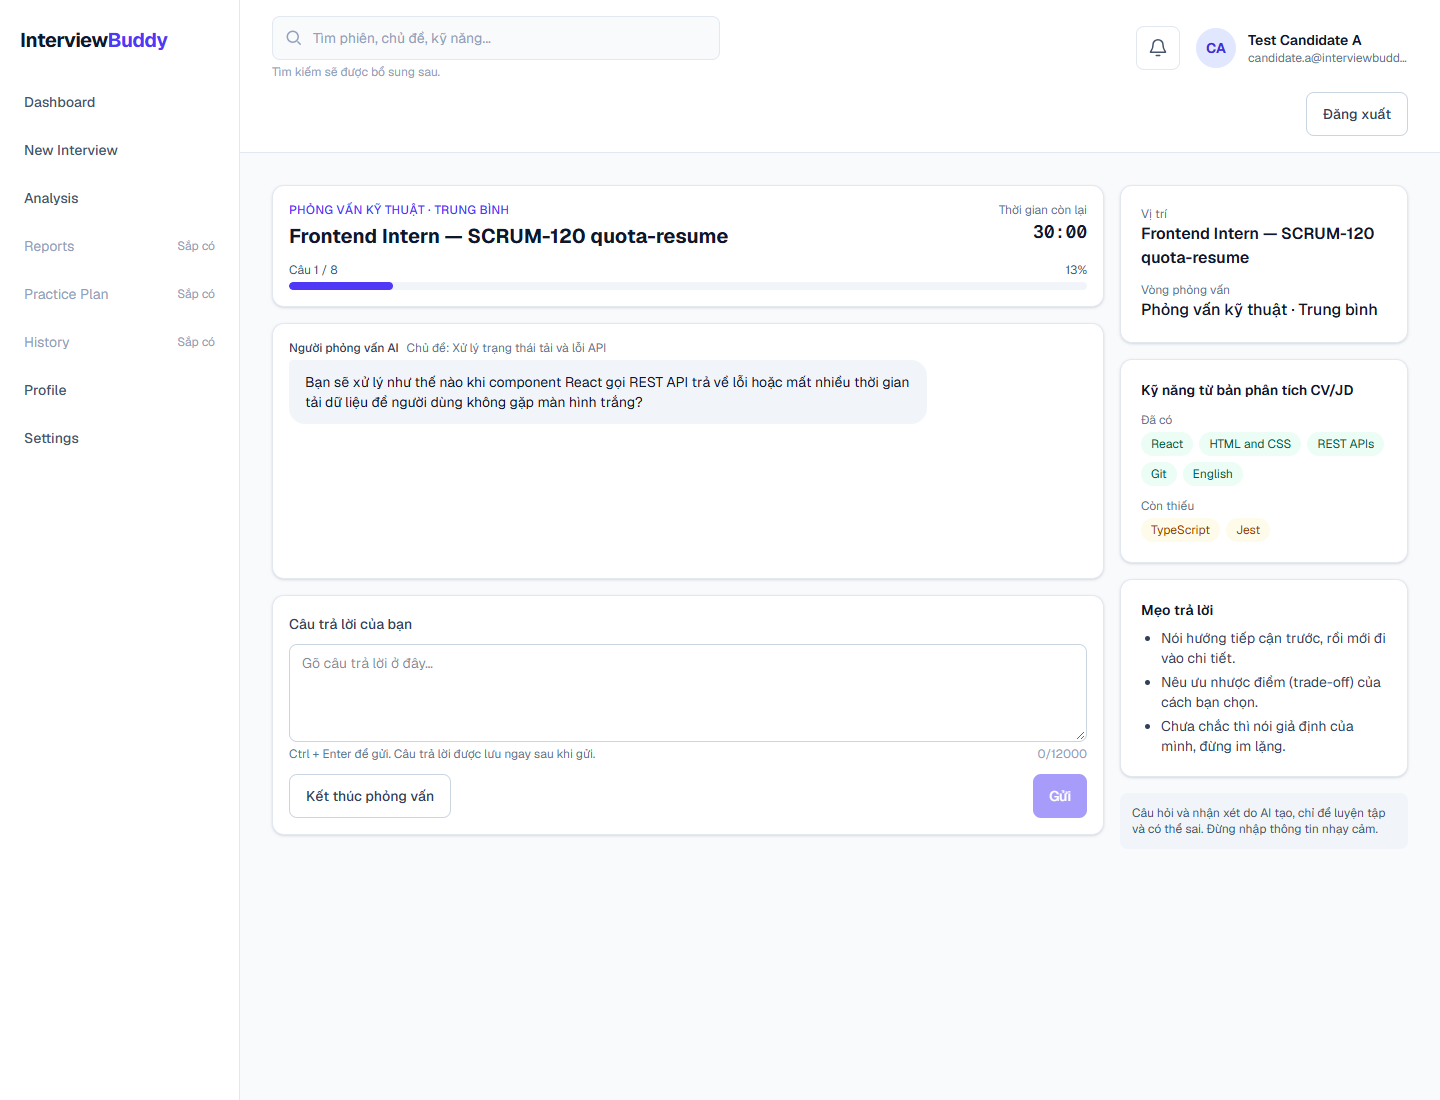 InterviewBuddy
Dashboard
New Interview
Analysis
Reports Sắp có
Practice Plan Sắp có
History Sắp có
Profile
Settings
Tìm phiên, chủ đề, kỹ năng...
Tìm kiếm sẽ được bổ sung sau.
CA
Test Candidate A
candidate.a@interviewbudd...
Đăng xuất
PHỎNG VẤN KỸ THUẬT · TRUNG BÌNH
Frontend Intern — SCRUM-120 quota-resume
Thời gian còn lại
30:00
Câu 1 / 8
13%
Người phỏng vấn AI Chủ đề: Xử lý trạng thái tải và lỗi API
Bạn sẽ xử lý như thế nào khi component React gọi REST API trả về lỗi hoặc mất nhiều thời gian
tải dữ liệu để người dùng không gặp màn hình trắng?
Câu trả lời của bạn
Gõ câu trả lời ở đây...
Ctrl + Enter để gửi. Câu trả lời được lưu ngay sau khi gửi.
0/12000
Kết thúc phỏng vấn
Gửi
Vị trí
Frontend Intern — SCRUM-120
quota-resume
Vòng phỏng vấn
Phỏng vấn kỹ thuật · Trung bình
Kỹ năng từ bản phân tích CV/JD
Đã có
React HTML and CSS REST APIs
Git English
Còn thiếu
TypeScript Jest
Mẹo trả lời
Nói hướng tiếp cận trước, rồi mới đi
vào chi tiết.
Nêu ưu nhược điểm (trade-off) của
cách bạn chọn.
Chưa chắc thì nói giả định của
mình, đừng im lặng.
Câu hỏi và nhận xét do AI tạo, chỉ để luyện tập
và có thể sai. Đừng nhập thông tin nhạy cảm.